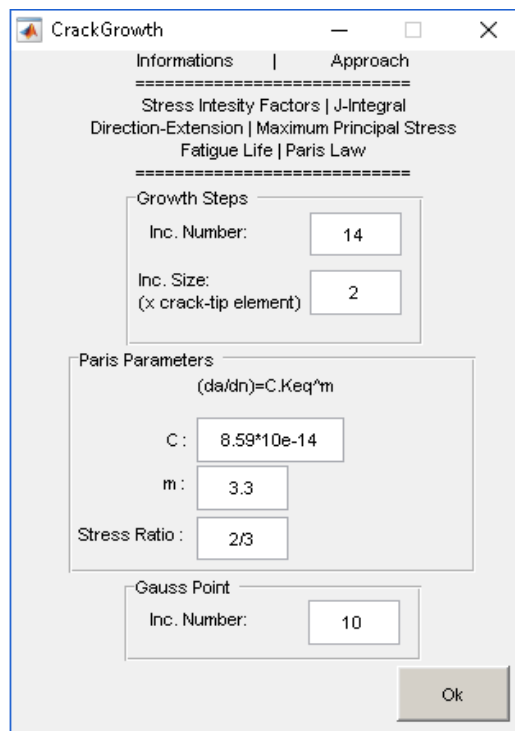 CrackGrowth
Informations | Approach
============================
Stress Intesity Factors | J-Integral
Direction-Extension | Maximum Principal Stress
Fatigue Life | Paris Law
============================
Growth Steps
Inc. Number: 14
Inc. Size:
(x crack-tip element) 2
Paris Parameters
(da/dn)=C.Keq^m
C : 8.59*10e-14
m : 3.3
Stress Ratio : 2/3
Gauss Point
Inc. Number: 10
Ok